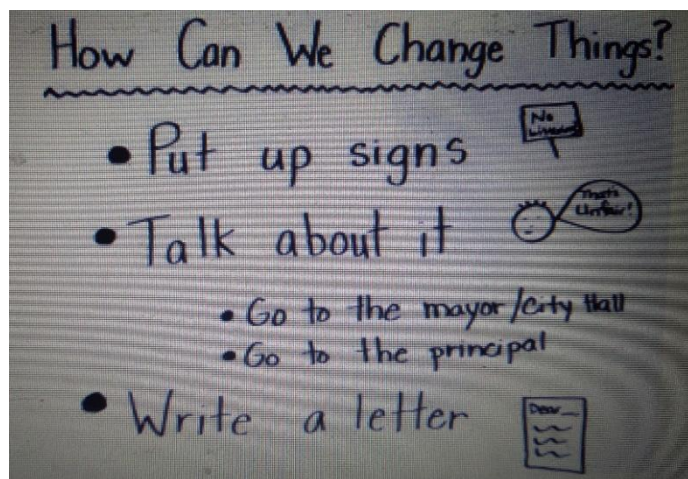 How Can We Change Things?
• Put up signs
No
• Talk about it
That's
Unfair!
• Go to the mayor/City Hall
• Go to the principal
• Write a letter
Dear